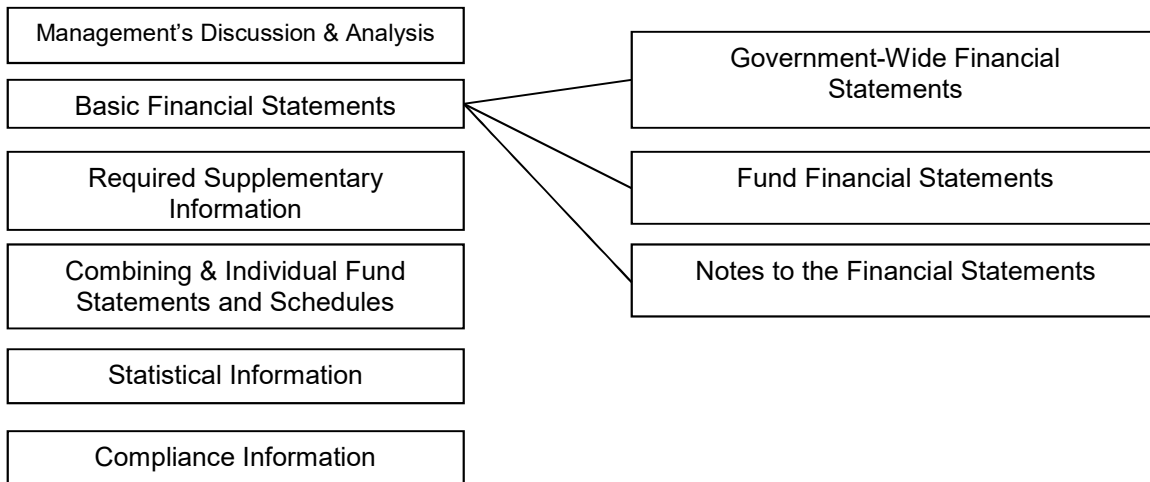 Management’s Discussion & Analysis
Basic Financial Statements
Required Supplementary
Information
Combining & Individual Fund
Statements and Schedules
Statistical Information
Compliance Information
Government-Wide Financial
Statements
Fund Financial Statements
Notes to the Financial Statements